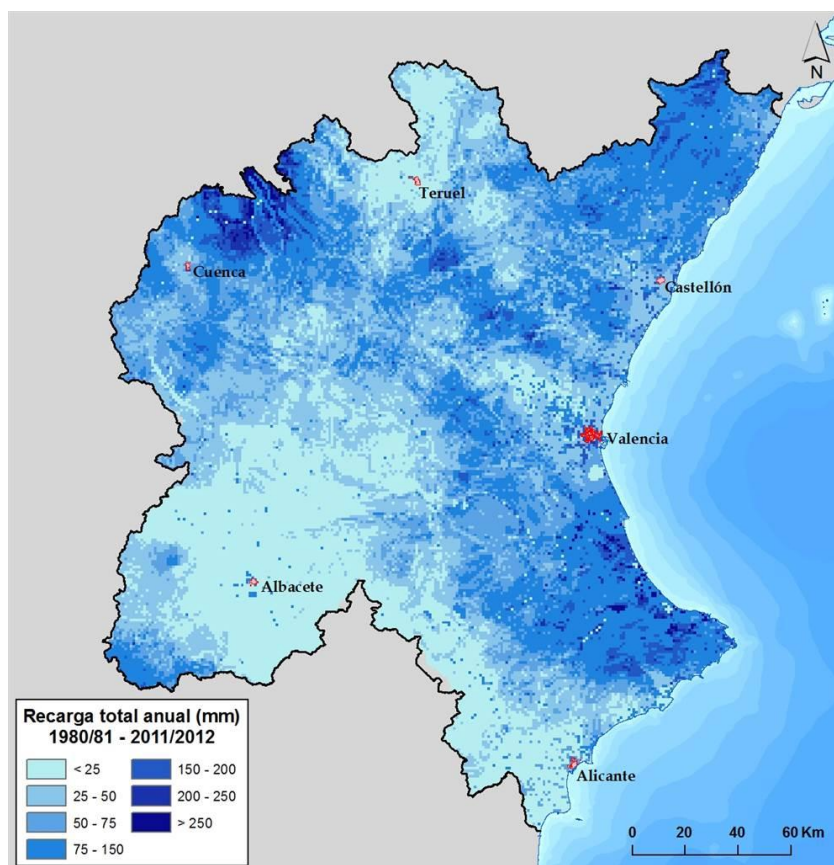 N
Teruel
Cuenca
Castellón
Valencia
Albacete
Alicante
Recarga total anual (mm)
1980/81 - 2011/2012
< 25
25 - 50
50 - 75
75 - 150
150 - 200
200 - 250
> 250
0 20 40 60 Km